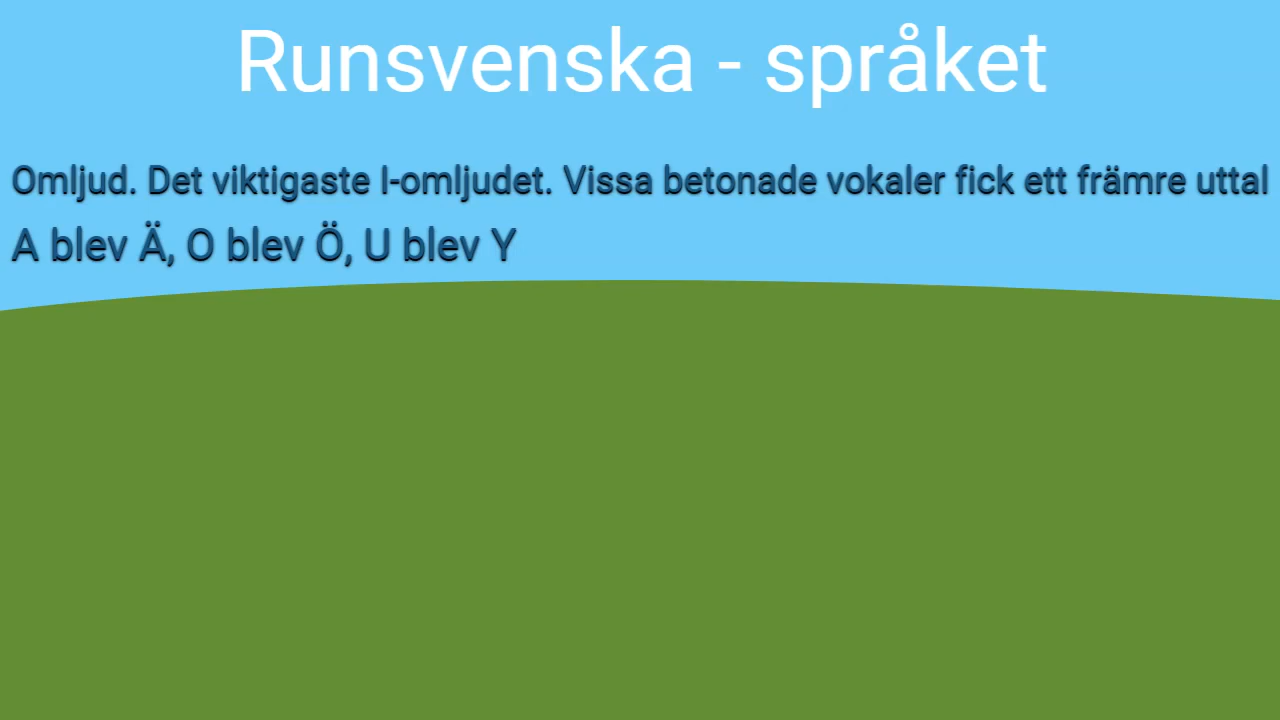 Runsvenska - språket
Omljud. Det viktigaste I-omljudet. Vissa betonade vokaler fick ett främre uttal
A blev Ä, O blev Ö, U blev Y